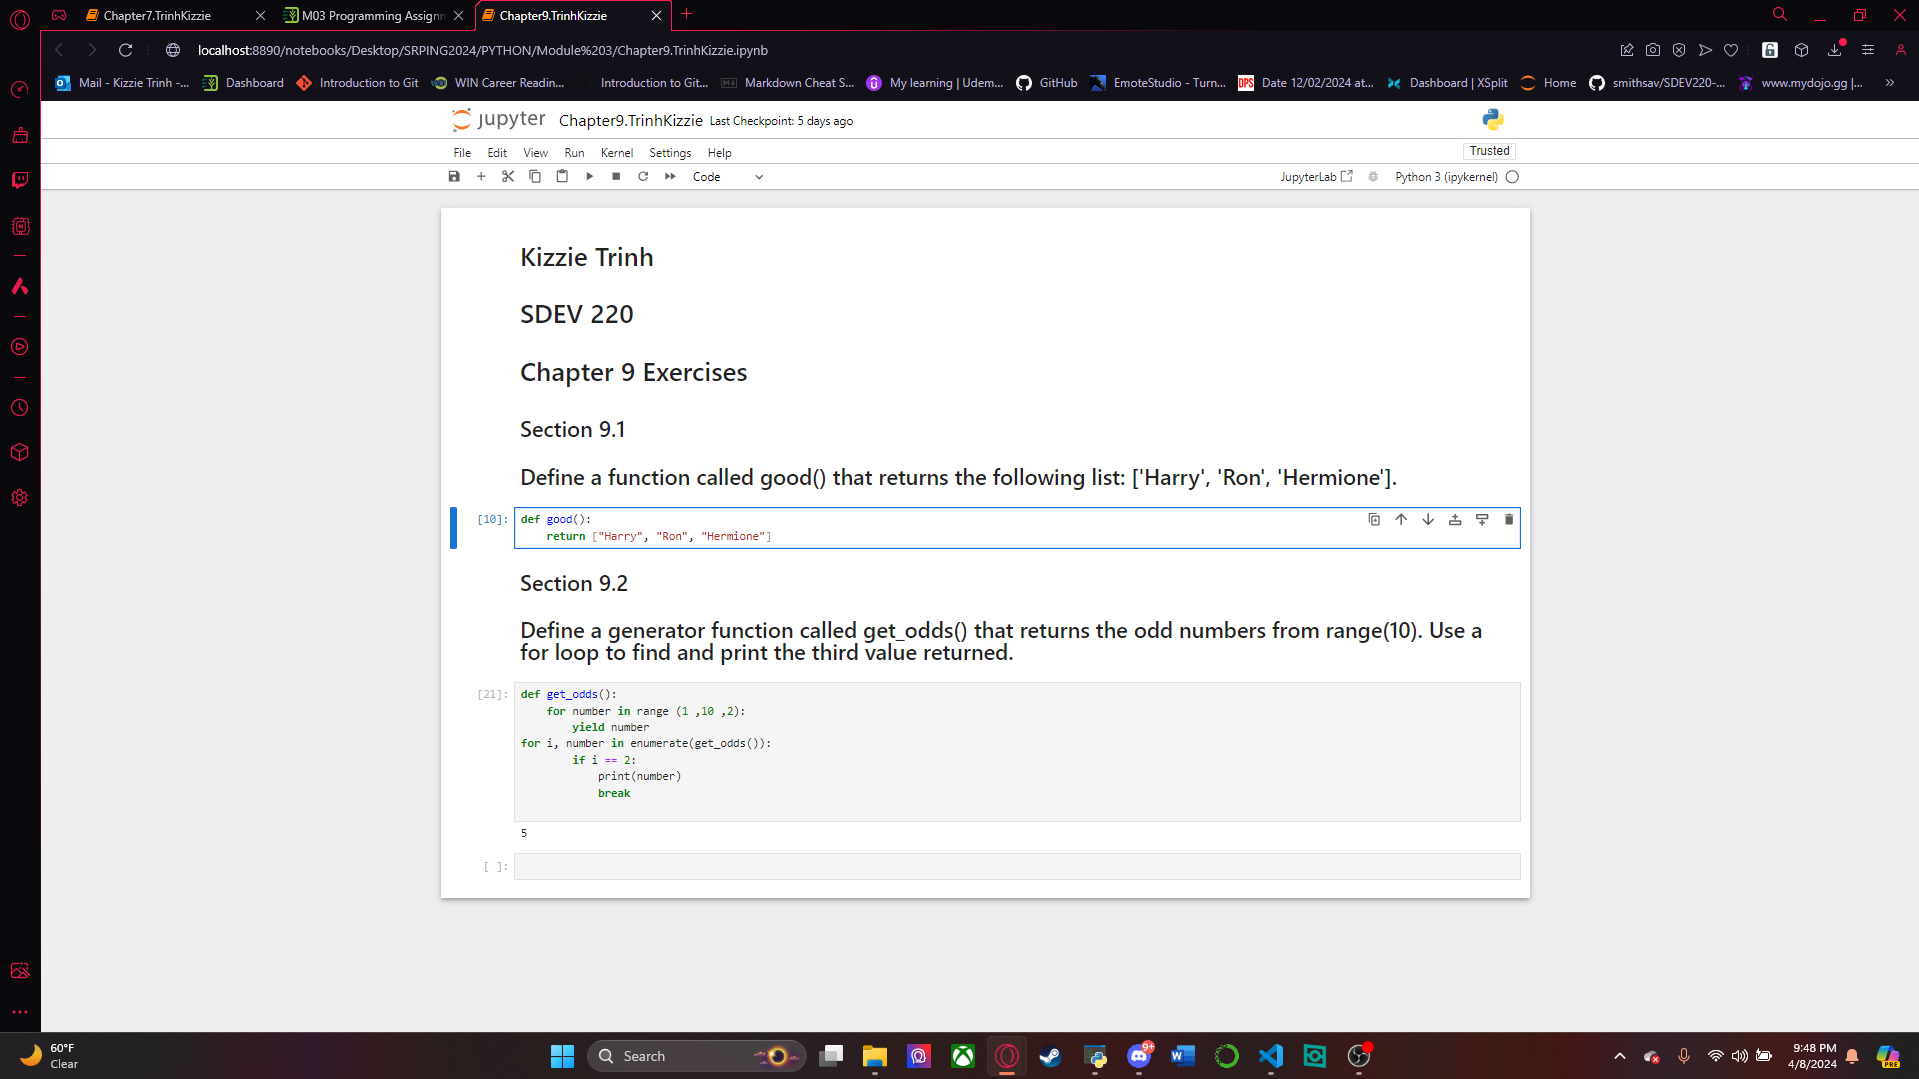 Chapter7.TrinhKizzie
M03 Programming Assignm
Chapter9.TrinhKizzie
localhost:8890/notebooks/Desktop/SRPING2024/PYTHON/Module%203/Chapter9.TrinhKizzie.ipynb
Mail - Kizzie Trinh -...
Dashboard
Introduction to Git
WIN Career Readin...
Introduction to Git...
Markdown Cheat S...
My learning | Udem...
GitHub
EmoteStudio - Turn...
DPS
Date 12/02/2024 at...
Dashboard | XSplit
Home
smithsav/SDEV220-...
www.mydojo.gg |...
»
jupyter
Chapter9.TrinhKizzie
Last Checkpoint: 5 days ago
File
Edit
View
Run
Kernel
Settings
Help
Trusted
Code
JupyterLab
Python 3 (ipykernel)
Kizzie Trinh
SDEV 220
Chapter 9 Exercises
Section 9.1
Define a function called good() that returns the following list: ['Harry', 'Ron', 'Hermione'].
[10]:
def good():
    return ["Harry", "Ron", "Hermione"]
Section 9.2
Define a generator function called get_odds() that returns the odd numbers from range(10). Use a
for loop to find and print the third value returned.
[21]:
def get_odds():
    for number in range (1 ,10 ,2):
        yield number
for i, number in enumerate(get_odds()):
        if i == 2:
            print(number)
            break
5
[ ]:
60°F
Clear
Search
9+
9:48 PM
4/8/2024
PRE